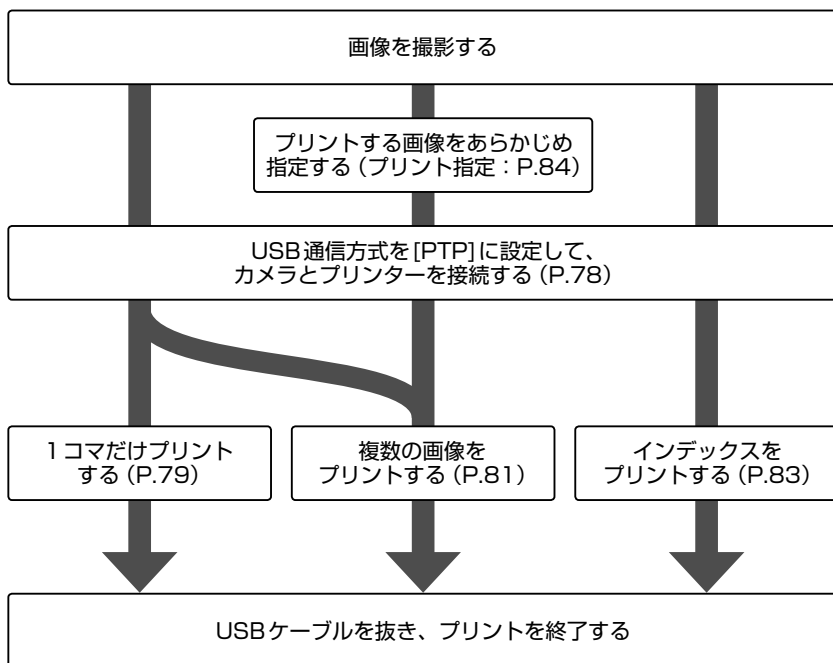 画像を撮影する
プリントする画像をあらかじめ
指定する（プリント指定：P.84）
USB通信方式を[PTP]に設定して、
カメラとプリンターを接続する（P.78）
1コマだけプリント
する（P.79）
複数の画像を
プリントする（P.81）
インデックスを
プリントする（P.83）
USBケーブルを抜き、プリントを終了する